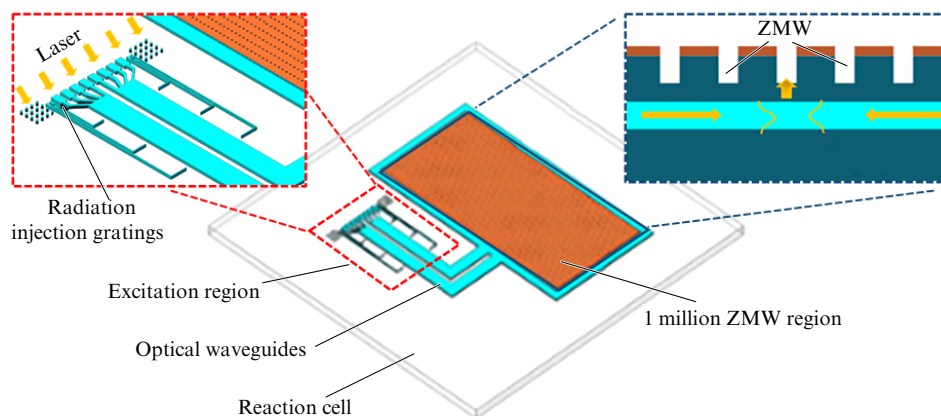 Laser
ZMW
Radiation
injection gratings
Excitation region
1 million ZMW region
Optical waveguides
Reaction cell